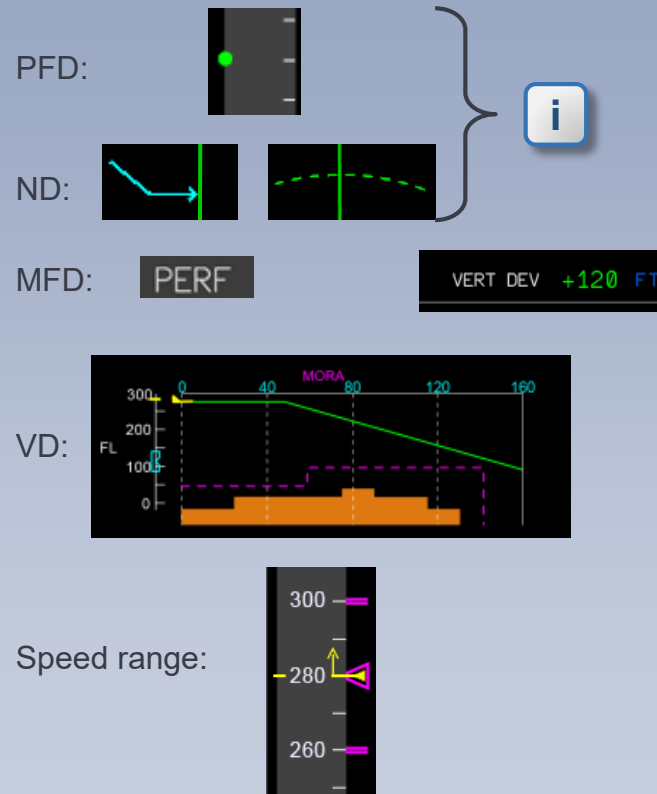 PFD:
i
ND:
MFD:
PERF
VERT DEV +120 FT
VD:
MORA
0 40 80 120 160
300
200
FL
100
0
Speed range:
300
280
260